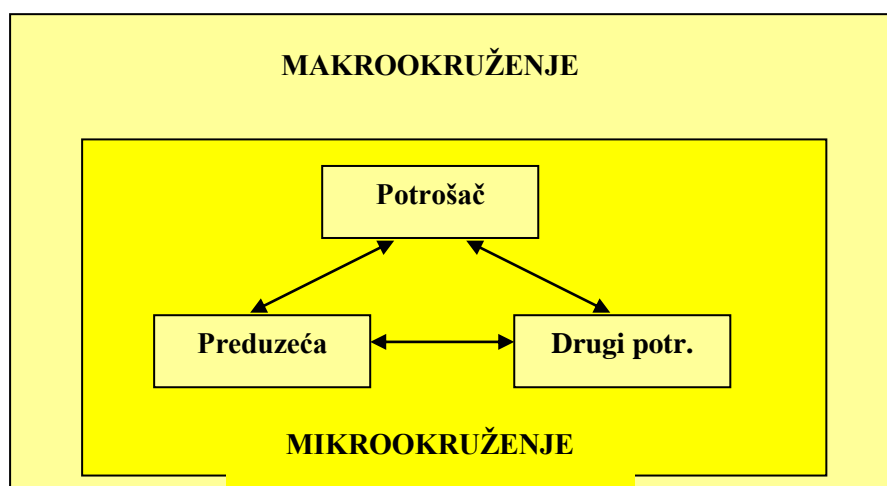 MAKROOKRUŽENJE
Potrošač
Preduzeća
Drugi potr.
MIKROOKRUŽENJE